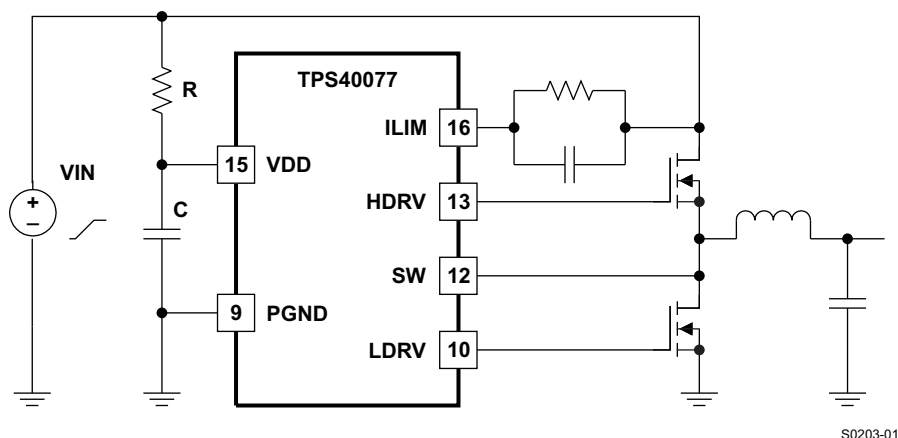 TPS40077
R
ILIM
16
VIN
15
VDD
+
–
C
HDRV
13
SW
12
9
PGND
LDRV
10
S0203-01